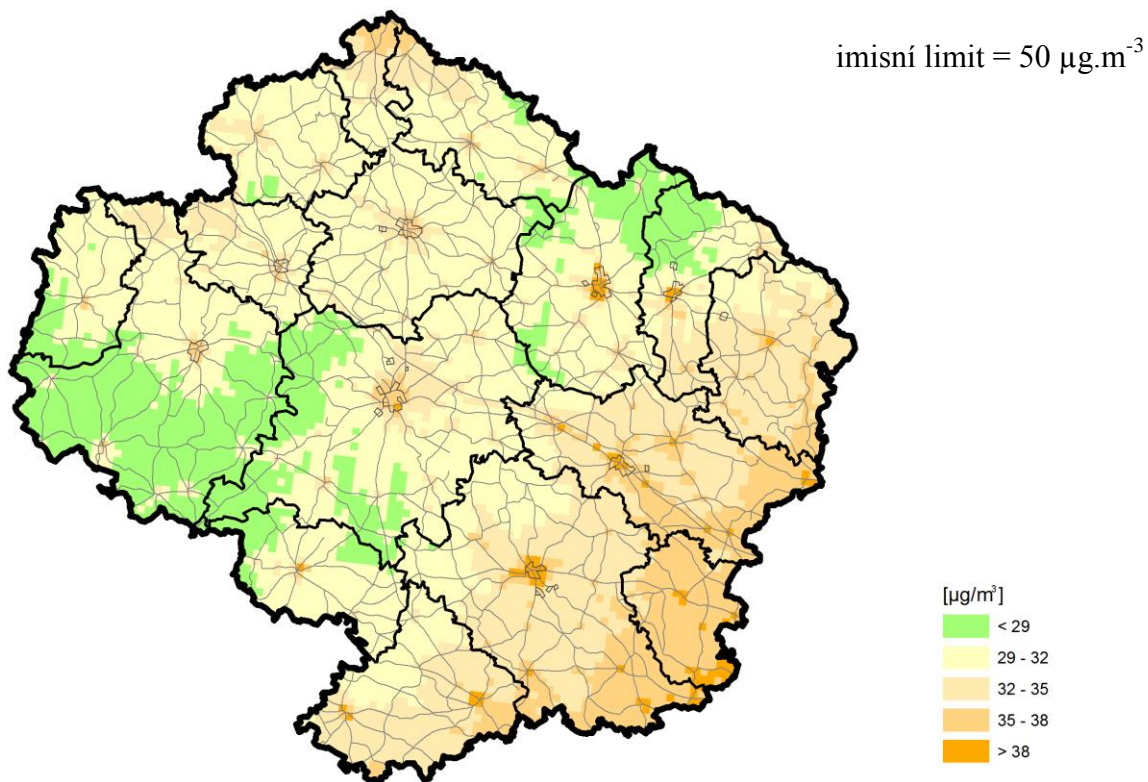 imisní limit = 50 µg.m⁻³
[µg/m³]
< 29
29 - 32
32 - 35
35 - 38
> 38